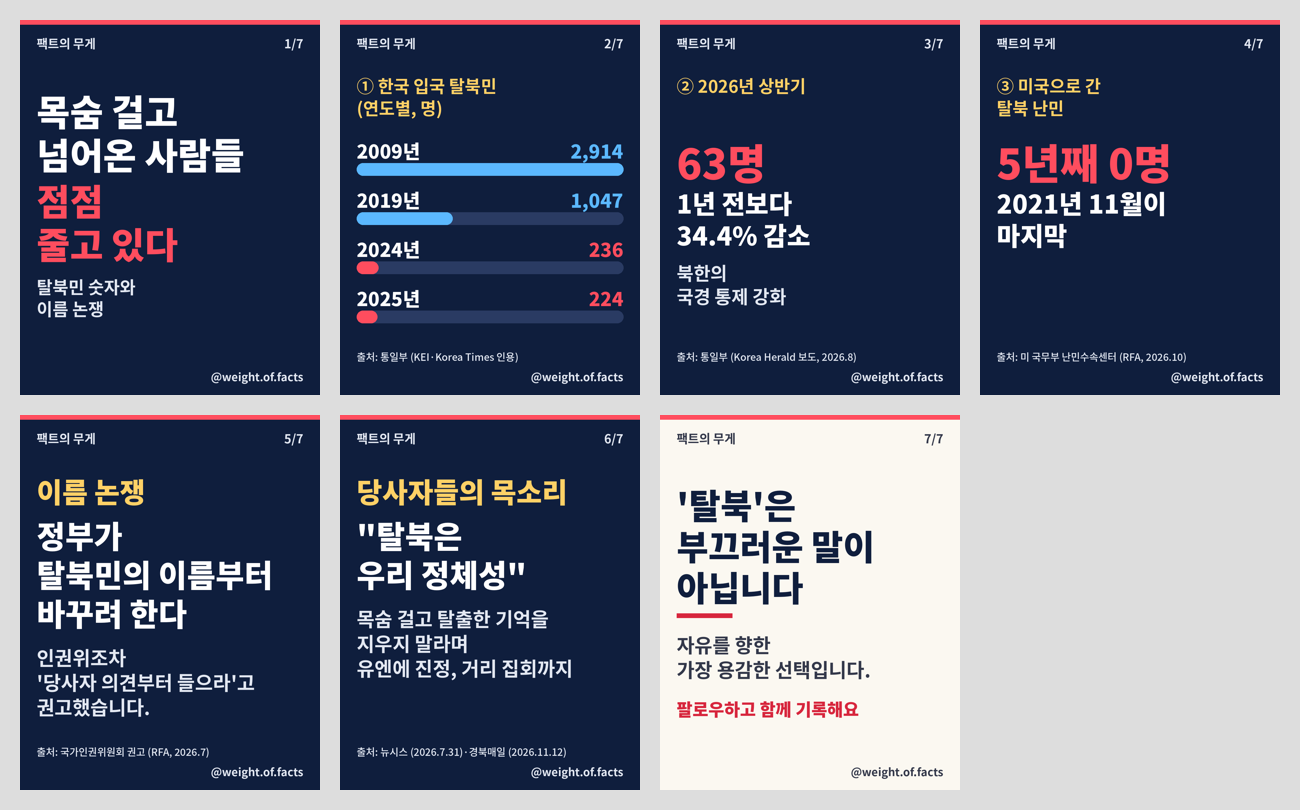 팩트의 무게 1/7
목숨 걸고
넘어온 사람들
점점
줄고 있다
탈북민 숫자와
이름 논쟁
@weight.of.facts
팩트의 무게 2/7
① 한국 입국 탈북민
(연도별, 명)
2009년 2,914
2019년 1,047
2024년 236
2025년 224
출처: 통일부 (KEI·Korea Times 인용)
@weight.of.facts
팩트의 무게 3/7
② 2026년 상반기
63명
1년 전보다
34.4% 감소
북한의
국경 통제 강화
출처: 통일부 (Korea Herald 보도, 2026.8)
@weight.of.facts
팩트의 무게 4/7
③ 미국으로 간
탈북 난민
5년째 0명
2021년 11월이
마지막
출처: 미 국무부 난민수속센터 (RFA, 2026.10)
@weight.of.facts
팩트의 무게 5/7
이름 논쟁
정부가
탈북민의 이름부터
바꾸려 한다
인권위조차
'당사자 의견부터 들으라'고
권고했습니다.
출처: 국가인권위원회 권고 (RFA, 2026.7)
@weight.of.facts
팩트의 무게 6/7
당사자들의 목소리
"탈북은
우리 정체성"
목숨 걸고 탈출한 기억을
지우지 말라며
유엔에 진정, 거리 집회까지
출처: 뉴시스 (2026.7.31)·경북매일 (2026.11.12)
@weight.of.facts
팩트의 무게 7/7
'탈북'은
부끄러운 말이
아닙니다
자유를 향한
가장 용감한 선택입니다.
팔로우하고 함께 기록해요
@weight.of.facts